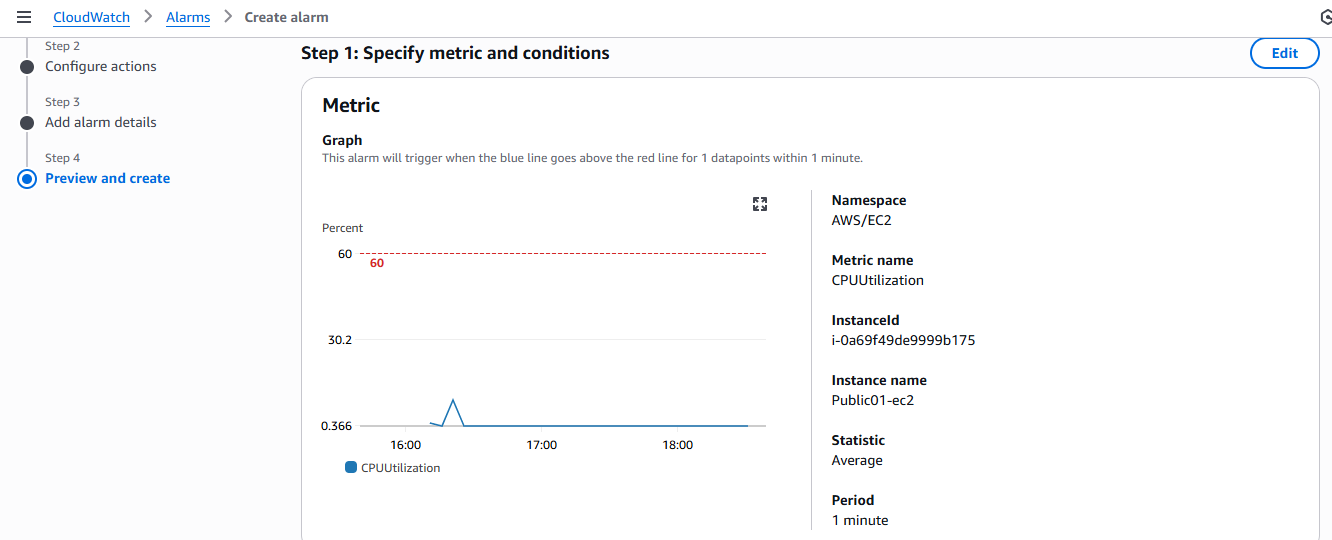 CloudWatch > Alarms > Create alarm
Step 2
Configure actions
Step 3
Add alarm details
Step 4
Preview and create
Step 1: Specify metric and conditions
Edit
Metric
Graph
This alarm will trigger when the blue line goes above the red line for 1 datapoints within 1 minute.
Percent
60
60
30.2
0.366
16:00 17:00 18:00
CPUUtilization
Namespace
AWS/EC2
Metric name
CPUUtilization
InstanceId
i-0a69f49de9999b175
Instance name
Public01-ec2
Statistic
Average
Period
1 minute